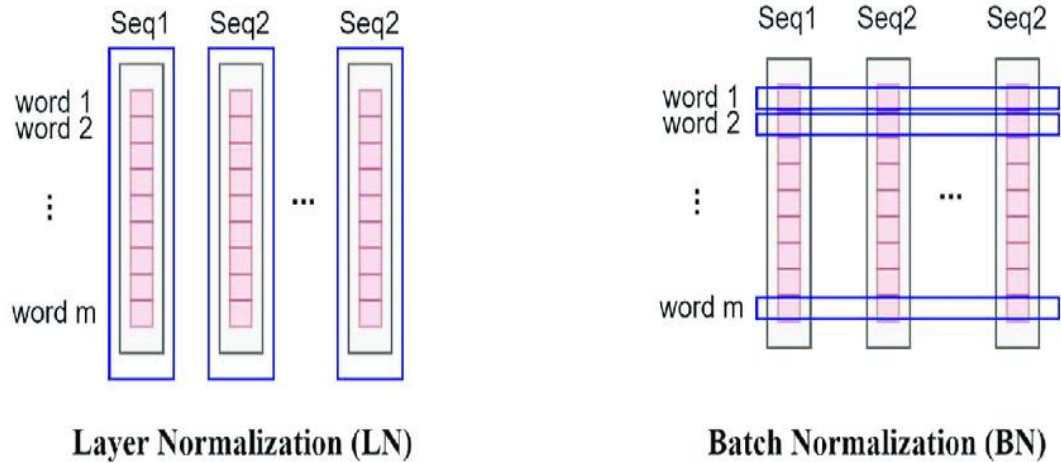 Seq1 Seq2 Seq2
word 1
word 2
...
...
word m
Layer Normalization (LN)
Seq1 Seq2 Seq2
word 1
word 2
...
...
word m
Batch Normalization (BN)